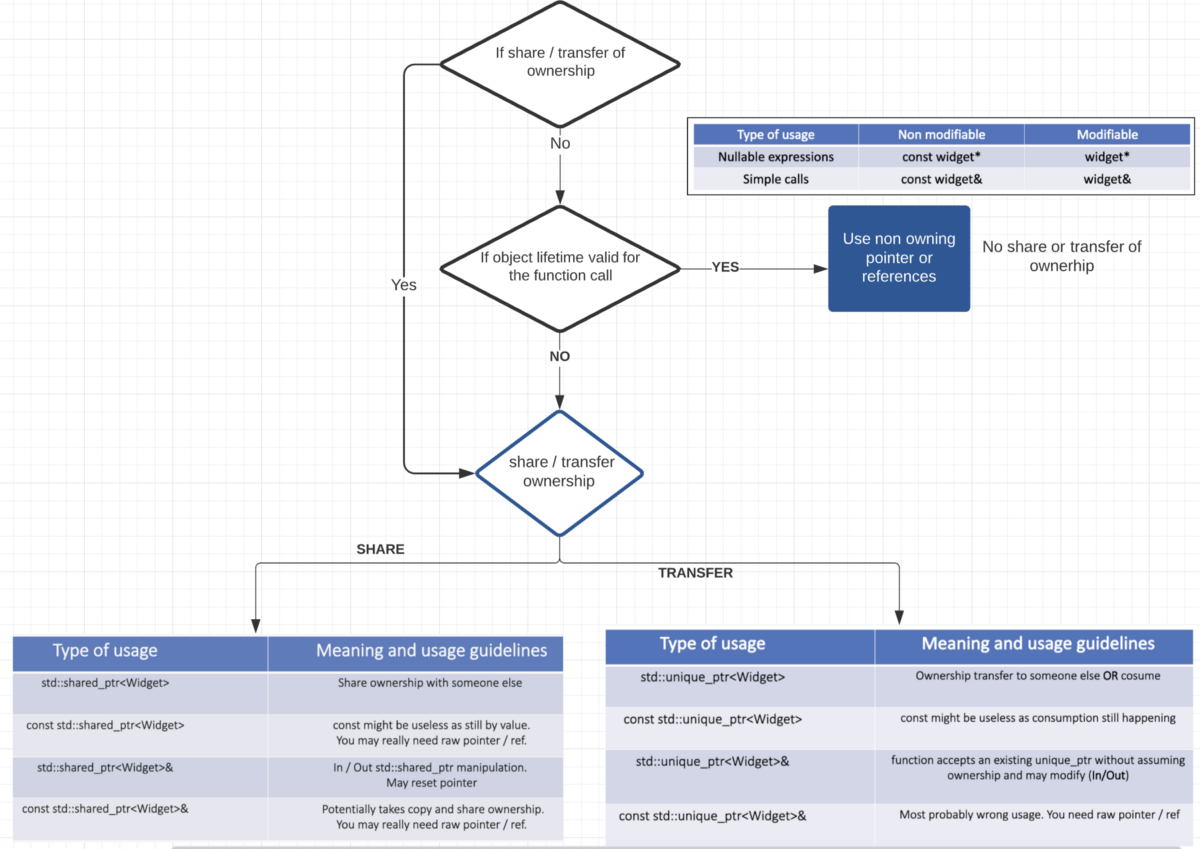 If share / transfer of
ownership
No
Type of usage Non modifiable Modifiable
Nullable expressions const widget* widget*
Simple calls const widget& widget&
If object lifetime valid for
the function call
YES
Use non owning
pointer or
references
No share or transfer of
ownerhip
Yes
NO
share / transfer
ownership
SHARE
TRANSFER
Type of usage Meaning and usage guidelines
std::shared_ptr<Widget> Share ownership with someone else
const std::shared_ptr<Widget> const might be useless as still by value.
You may really need raw pointer / ref.
std::shared_ptr<Widget>& In / Out std::shared_ptr manipulation.
May reset pointer
const std::shared_ptr<Widget>& Potentially takes copy and share ownership.
You may really need raw pointer / ref.
Type of usage Meaning and usage guidelines
std::unique_ptr<Widget> Ownership transfer to someone else OR cosume
const std::unique_ptr<Widget> const might be useless as consumption still happening
std::unique_ptr<Widget>& function accepts an existing unique_ptr without assuming
ownership and may modify (In/Out)
const std::unique_ptr<Widget>& Most probably wrong usage. You need raw pointer / ref